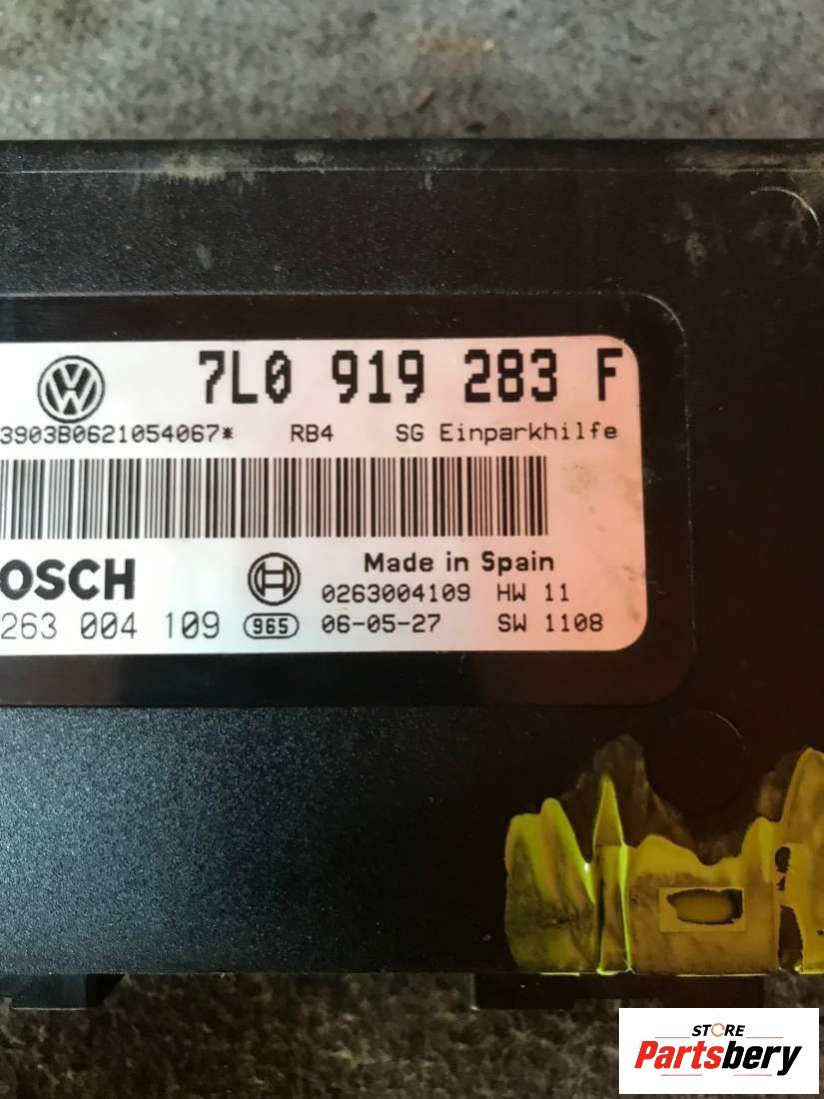 7L0 919 283 F
3903B0621054067* RB4 SG Einparkhilfe
OSCH Made in Spain
0263004109 HW 11
263 004 109 965 06-05-27 SW 1108
STORE
Partsbery